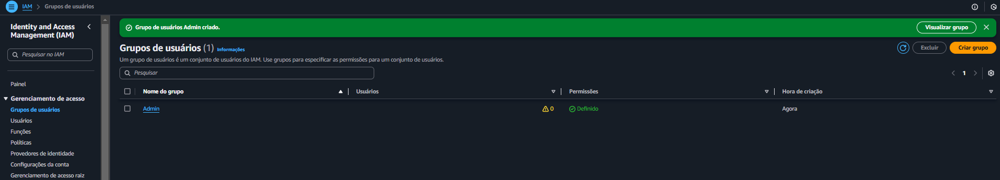 IAM > Grupos de usuários
Identity and Access
Management (IAM)
Pesquisar no IAM
Painel
Gerenciamento de acesso
Grupos de usuários
Usuários
Funções
Políticas
Provedores de identidade
Configurações da conta
Gerenciamento de acesso raiz
Grupo de usuários Admin criado.
Visualizar grupo
Grupos de usuários (1) Informações
Excluir
Criar grupo
Um grupo de usuários é um conjunto de usuários do IAM. Use grupos para especificar as permissões para um conjunto de usuários.
Pesquisar
1
Nome do grupo
Usuários
Permissões
Hora de criação
Admin
0
Definido
Agora